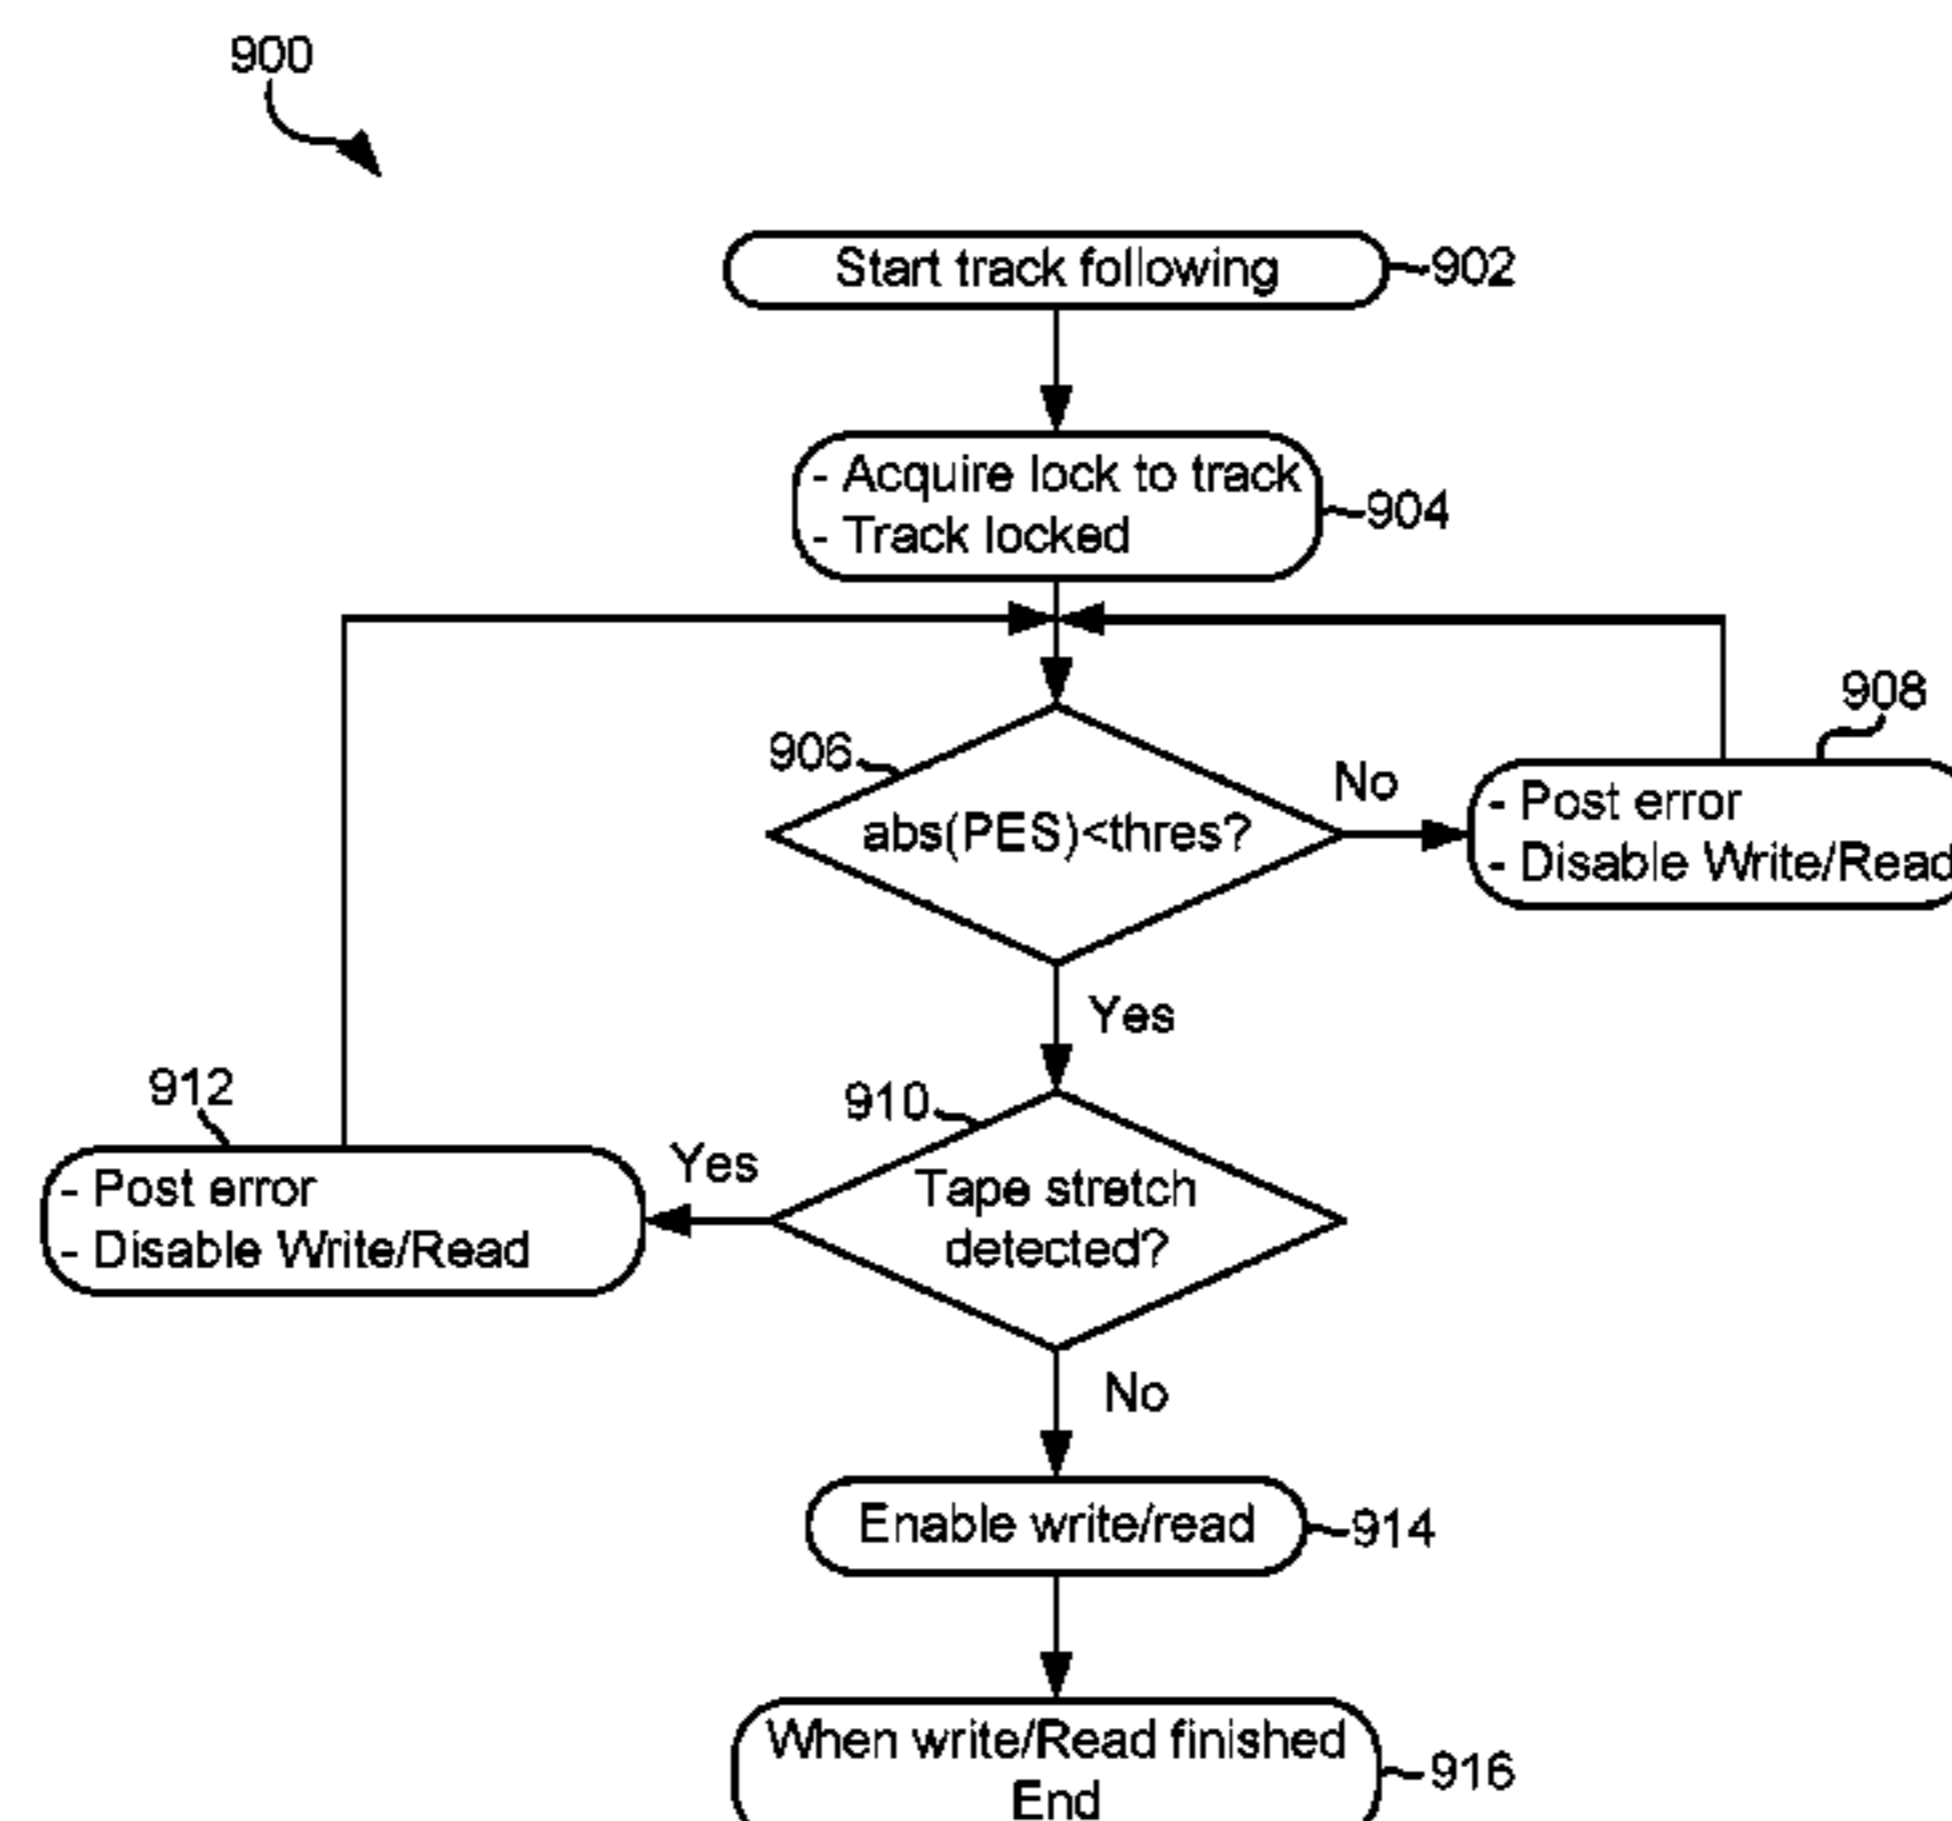 900
Start track following
902
- Acquire lock to track
- Track locked
904
906
abs(PES)<thres?
No
908
- Post error
- Disable Write/Read
Yes
912
- Post error
- Disable Write/Read
Yes
910
Tape stretch
detected?
No
Enable write/read
914
When write/Read finished
End
916